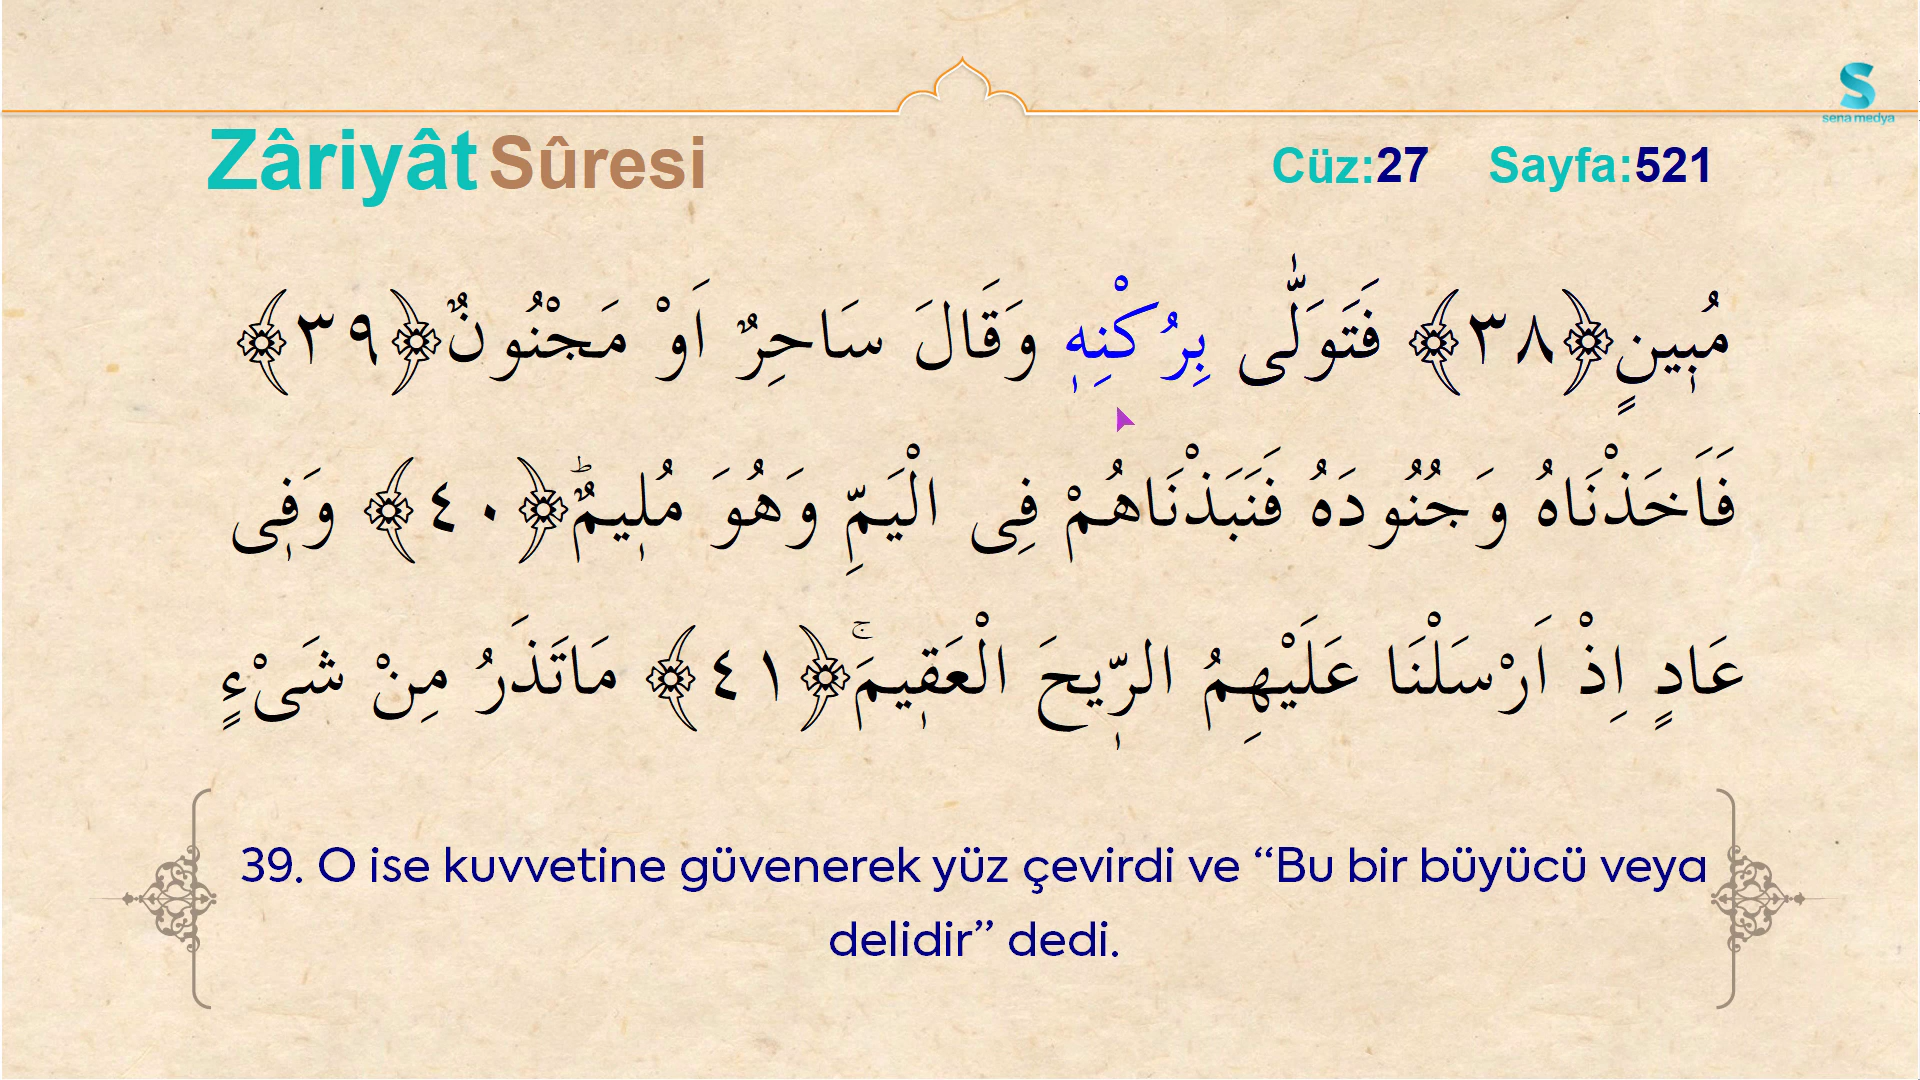 sena medya
Zâriyât Sûresi Cüz:27 Sayfa:521
مُبٖينٍ﴿٣٨﴾ فَتَوَلّٰى بِرُكْنِهٖ وَقَالَ سَاحِرٌ اَوْ مَجْنُونٌ﴿٣٩﴾
فَاَخَذْنَاهُ وَجُنُودَهُ فَنَبَذْنَاهُمْ فِى الْيَمِّ وَهُوَ مُلٖيمٌؕ﴿٤٠﴾ وَفٖى
عَادٍ اِذْ اَرْسَلْنَا عَلَيْهِمُ الرّٖيحَ الْعَقٖيمَۚ﴿٤١﴾ مَاتَذَرُ مِنْ شَىْءٍ
39. O ise kuvvetine güvenerek yüz çevirdi ve “Bu bir büyücü veya
delidir” dedi.